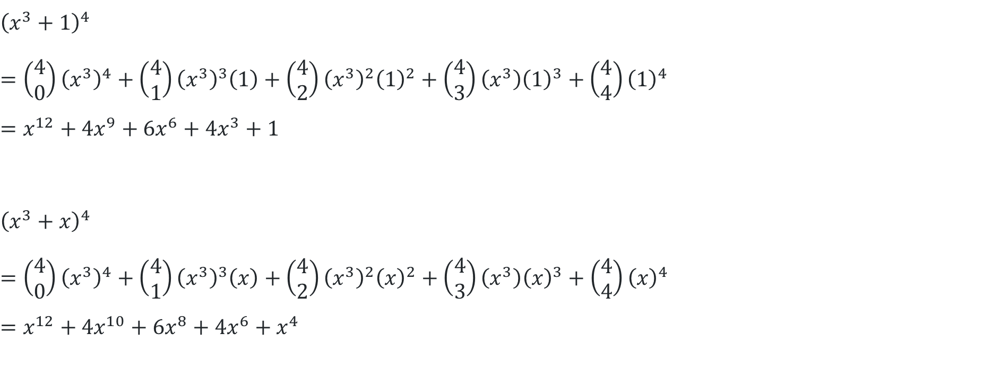 (x³ + 1)⁴
= (4 0) (x³)⁴ + (4 1) (x³)³(1) + (4 2) (x³)²(1)² + (4 3) (x³)(1)³ + (4 4) (1)⁴
= x¹² + 4x⁹ + 6x⁶ + 4x³ + 1
(x³ + x)⁴
= (4 0) (x³)⁴ + (4 1) (x³)³(x) + (4 2) (x³)²(x)² + (4 3) (x³)(x)³ + (4 4) (x)⁴
= x¹² + 4x¹⁰ + 6x⁸ + 4x⁶ + x⁴